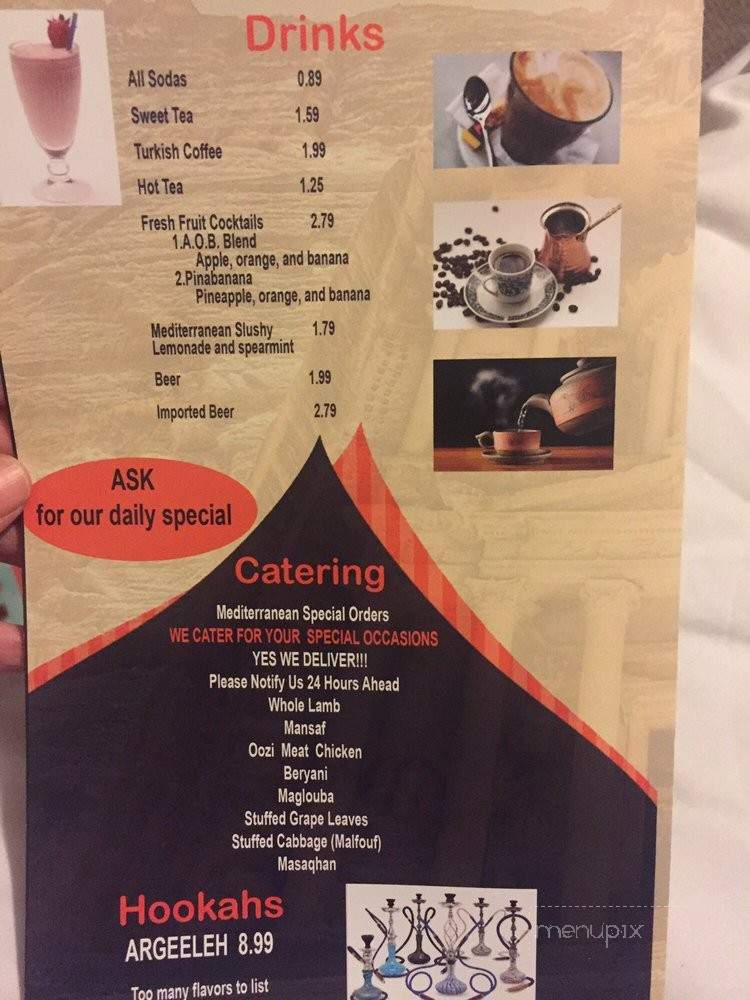 Drinks
All Sodas 0.89
Sweet Tea 1.59
Turkish Coffee 1.99
Hot Tea 1.25
Fresh Fruit Cocktails 2.79
1.A.O.B. Blend
Apple, orange, and banana
2.Pinabanana
Pineapple, orange, and banana
Mediterranean Slushy 1.79
Lemonade and spearmint
Beer 1.99
Imported Beer 2.79
ASK
for our daily special
Catering
Mediterranean Special Orders
WE CATER FOR YOUR SPECIAL OCCASIONS
YES WE DELIVER!!!
Please Notify Us 24 Hours Ahead
Whole Lamb
Mansaf
Oozi Meat Chicken
Beryani
Maglouba
Stuffed Grape Leaves
Stuffed Cabbage (Malfouf)
Masaqhan
Hookahs
ARGEELEH 8.99
Too many flavors to list
menupix